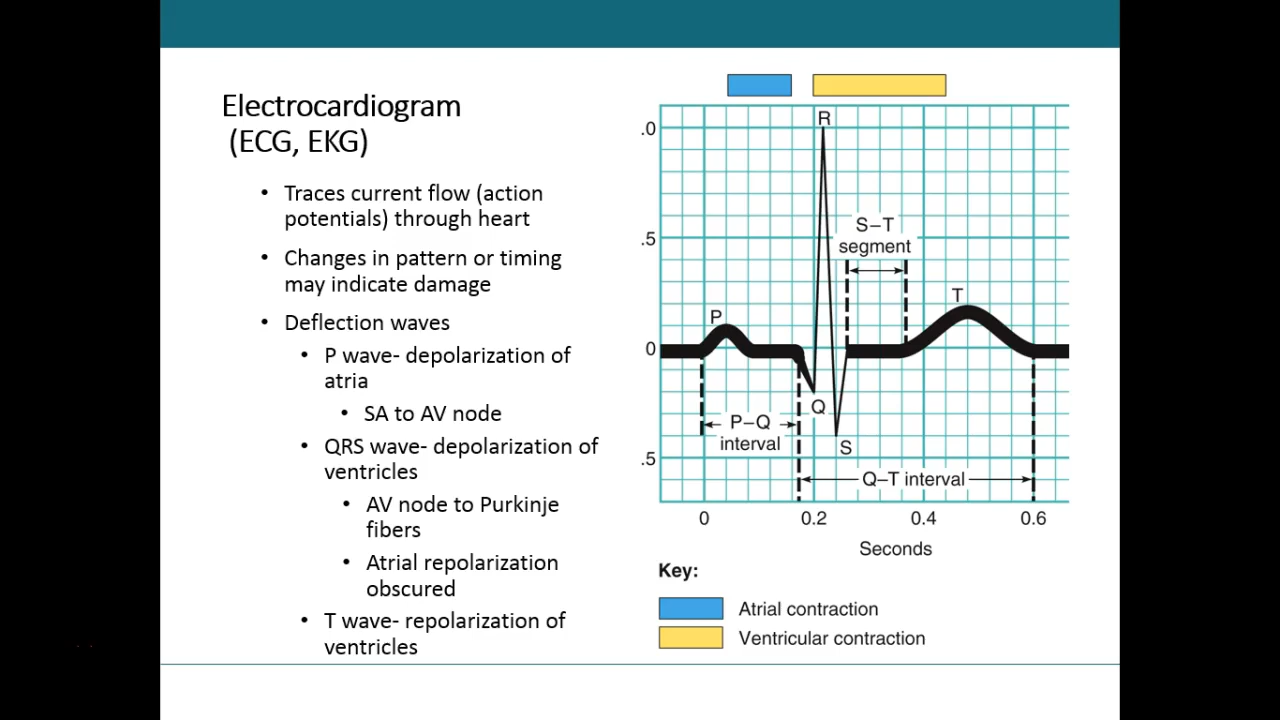 Electrocardiogram
(ECG, EKG)
• Traces current flow (action
potentials) through heart
• Changes in pattern or timing
may indicate damage
• Deflection waves
• P wave- depolarization of
atria
• SA to AV node
• QRS wave- depolarization of
ventricles
• AV node to Purkinje
fibers
• Atrial repolarization
obscured
• T wave- repolarization of
ventricles
R
.0
S–T
segment
.5
T
P
0
Q
P–Q
interval
S
.5
Q–T interval
0 0.2 0.4 0.6
Seconds
Key:
Atrial contraction
Ventricular contraction